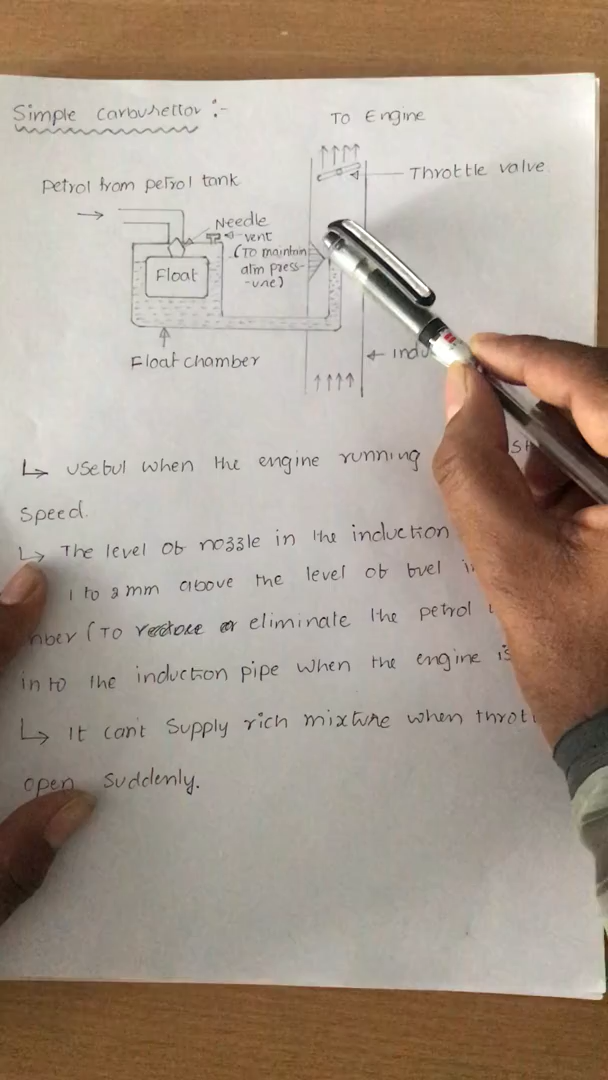 Simple Carburettor :-
To Engine
Throttle valve
Petrol from petrol tank
Needle
vent
(To maintain
atm press-
-ure)
Float
Float chamber
↳ Useful when the engine running
Speed.
↳ The level of nozzle in the induction
1 to 2 mm above the level of fuel
(To restore or eliminate the petrol
in to the induction pipe when the engine is
↳ It can't supply rich mixture when
open suddenly.